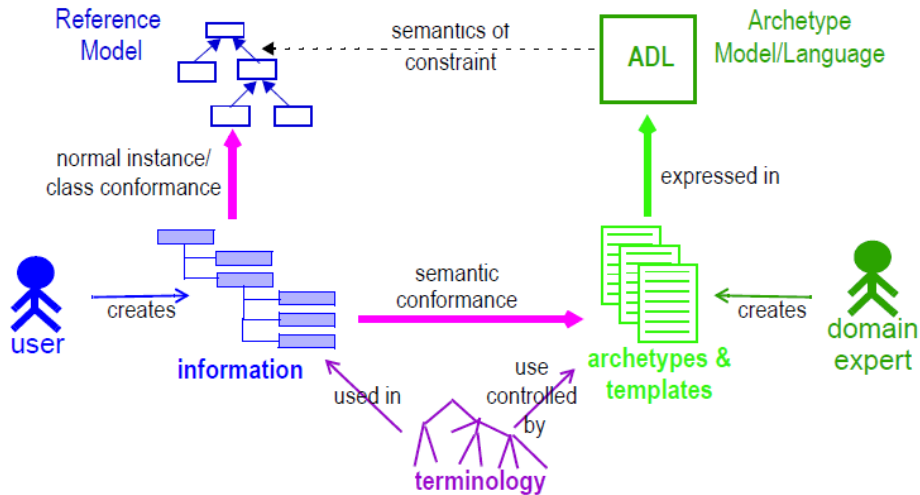 Reference
Model
semantics of
constraint
ADL
Archetype
Model/Language
normal instance/
class conformance
expressed in
semantic
conformance
creates
user
information
creates
domain
expert
archetypes &
templates
used in
use
controlled
by
terminology